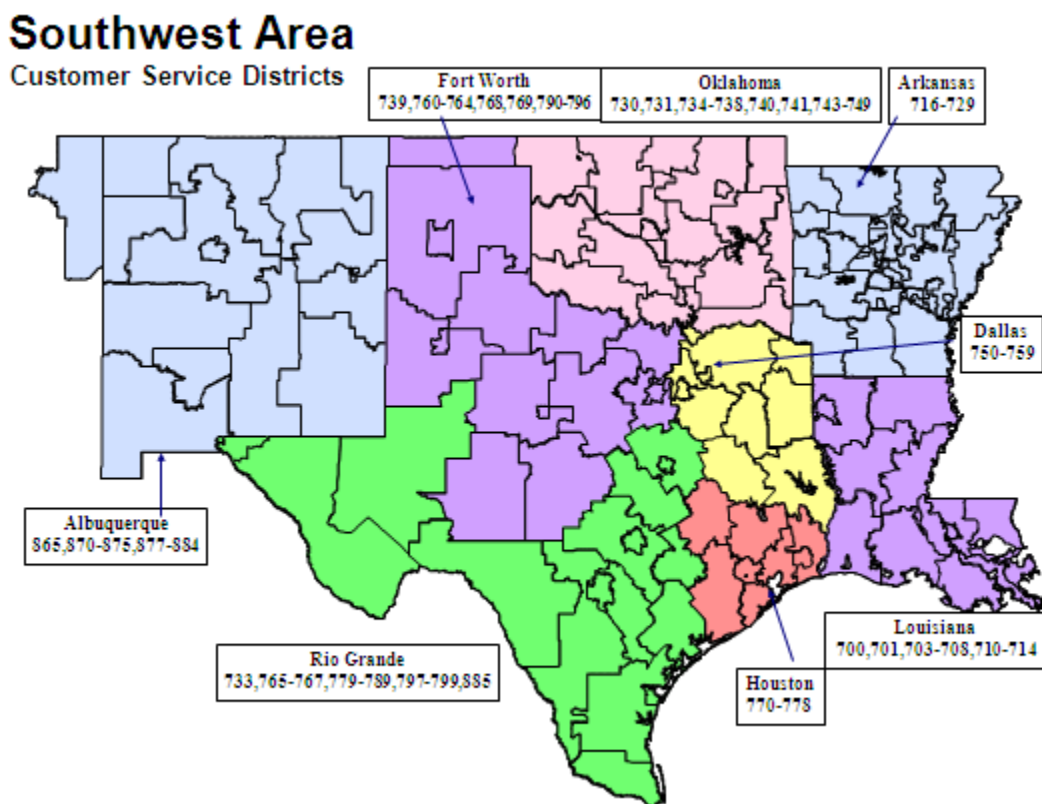 Southwest Area
Customer Service Districts
Fort Worth
739,760-764,768,769,790-796
Oklahoma
730,731,734-738,740,741,743-749
Arkansas
716-729
Dallas
750-759
Albuquerque
865,870-875,877-884
Rio Grande
733,765-767,779-789,797-799,885
Louisiana
700,701,703-708,710-714
Houston
770-778